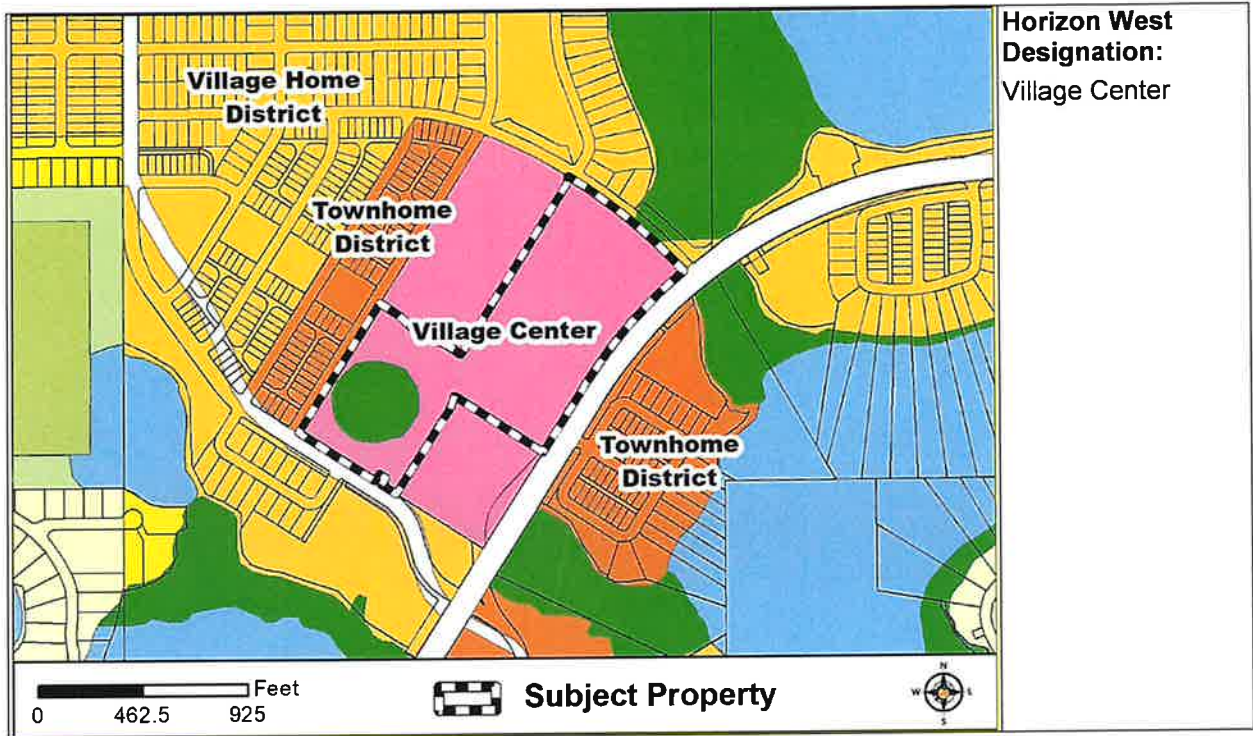 Horizon West
Designation:
Village Center
Village Home
District
Townhome
District
Village Center
Townhome
District
Feet
0 462.5 925
Subject Property
N
W E
S